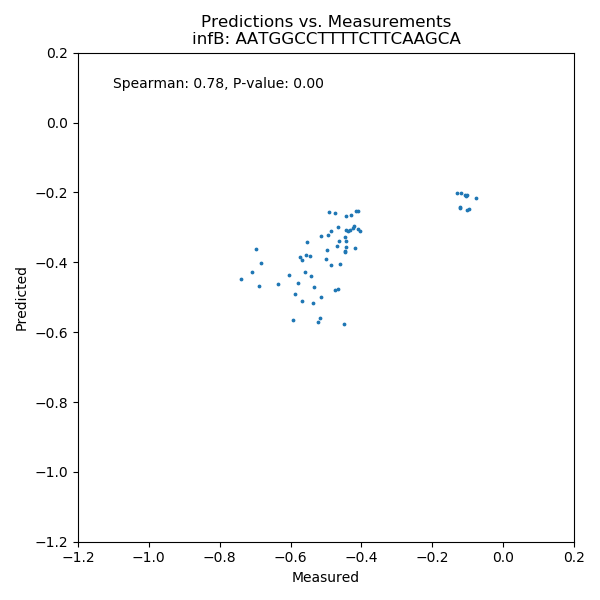 Predictions vs. Measurements
infB: AATGGCCTTTTCTTCAAGCA
Spearman: 0.78, P-value: 0.00
0.2
0.0
−0.2
−0.4
−0.6
−0.8
−1.0
−1.2
Predicted
−1.2 −1.0 −0.8 −0.6 −0.4 −0.2 0.0 0.2
Measured